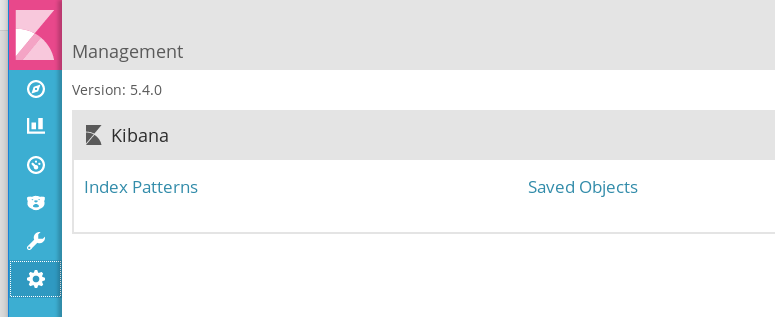 Management
Version: 5.4.0
Kibana
Index Patterns
Saved Objects